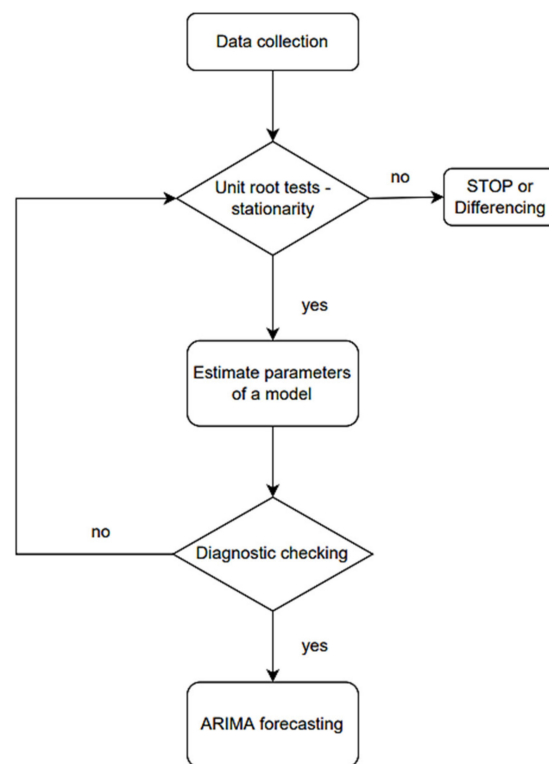 Data collection
Unit root tests -
stationarity
no
STOP or
Differencing
yes
Estimate parameters
of a model
no
Diagnostic checking
yes
ARIMA forecasting